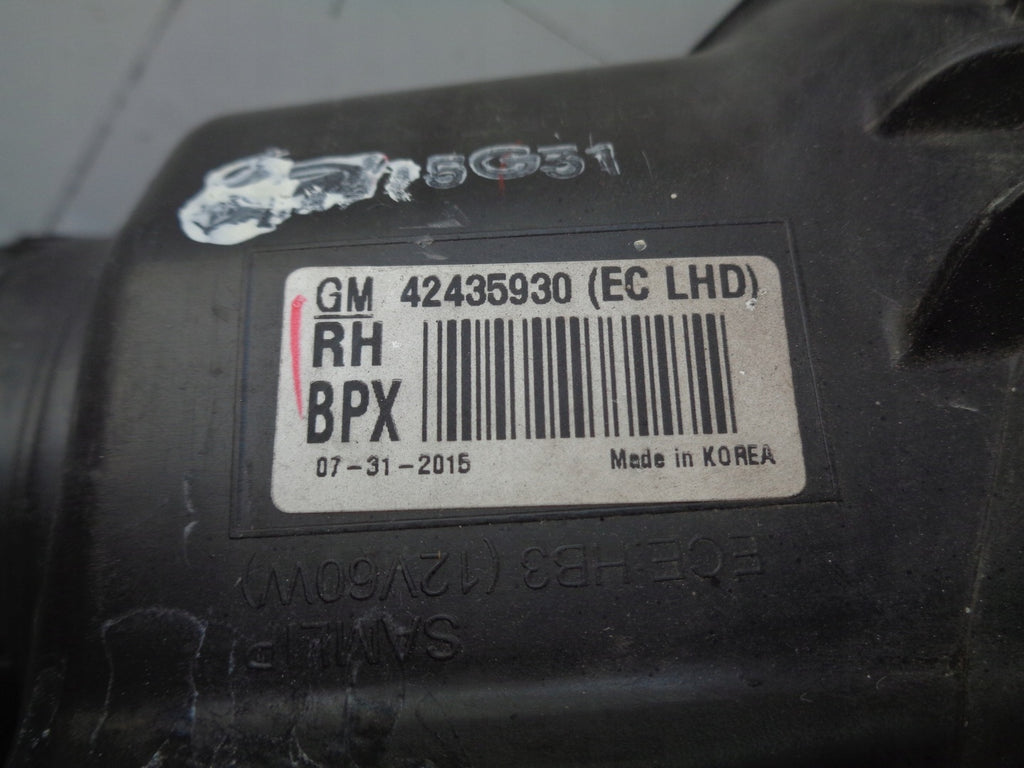 5G31
GM 42435930 (EC LHD)
RH
BPX
07-31-2015
Made in KOREA
ECE HB3 (12V60W)
SAMLIP